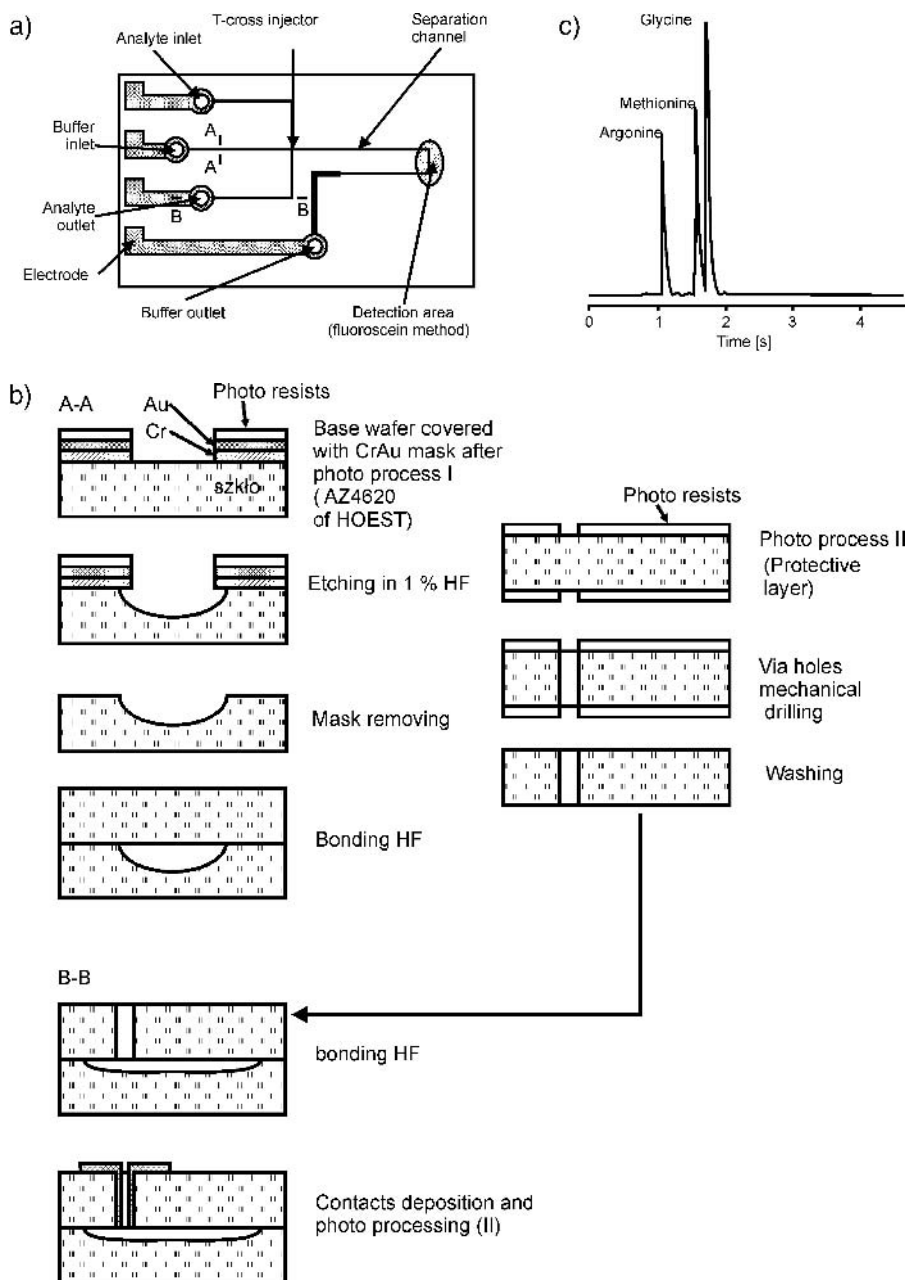 a)
T-cross injector
Analyte inlet
Separation
channel
Buffer
inlet
A
A
B
B
Analyte
outlet
Electrode
Buffer outlet
Detection area
(fluoroscein method)
c)
Glycine
Methionine
Argonine
0 1 2 3 4
Time [s]
b)
A-A
Au
Cr
Photo resists
szkło
Base wafer covered
with CrAu mask after
photo process I
( AZ4620
of HOEST)
Etching in 1 % HF
Mask removing
Bonding HF
Photo resists
Photo process II
(Protective
layer)
Via holes
mechanical
drilling
Washing
B-B
bonding HF
Contacts deposition and
photo processing (II)